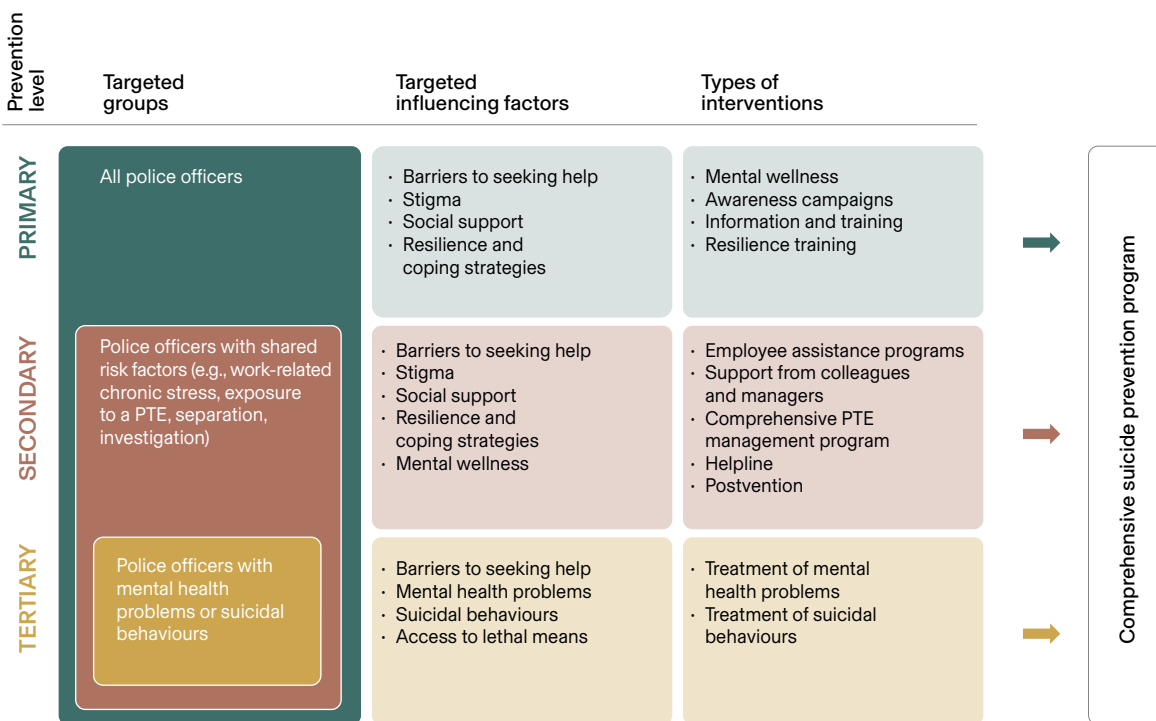 Prevention
level
Targeted
groups
Targeted
influencing factors
Types of
interventions
PRIMARY
All police officers
· Barriers to seeking help
· Stigma
· Social support
· Resilience and
coping strategies
· Mental wellness
· Awareness campaigns
· Information and training
· Resilience training
SECONDARY
Police officers with shared
risk factors (e.g., work-related
chronic stress, exposure
to a PTE, separation,
investigation)
· Barriers to seeking help
· Stigma
· Social support
· Resilience and
coping strategies
· Mental wellness
· Employee assistance programs
· Support from colleagues
and managers
· Comprehensive PTE
management program
· Helpline
· Postvention
TERTIARY
Police officers with
mental health
problems or suicidal
behaviours
· Barriers to seeking help
· Mental health problems
· Suicidal behaviours
· Access to lethal means
· Treatment of mental
health problems
· Treatment of suicidal
behaviours
Comprehensive suicide prevention program